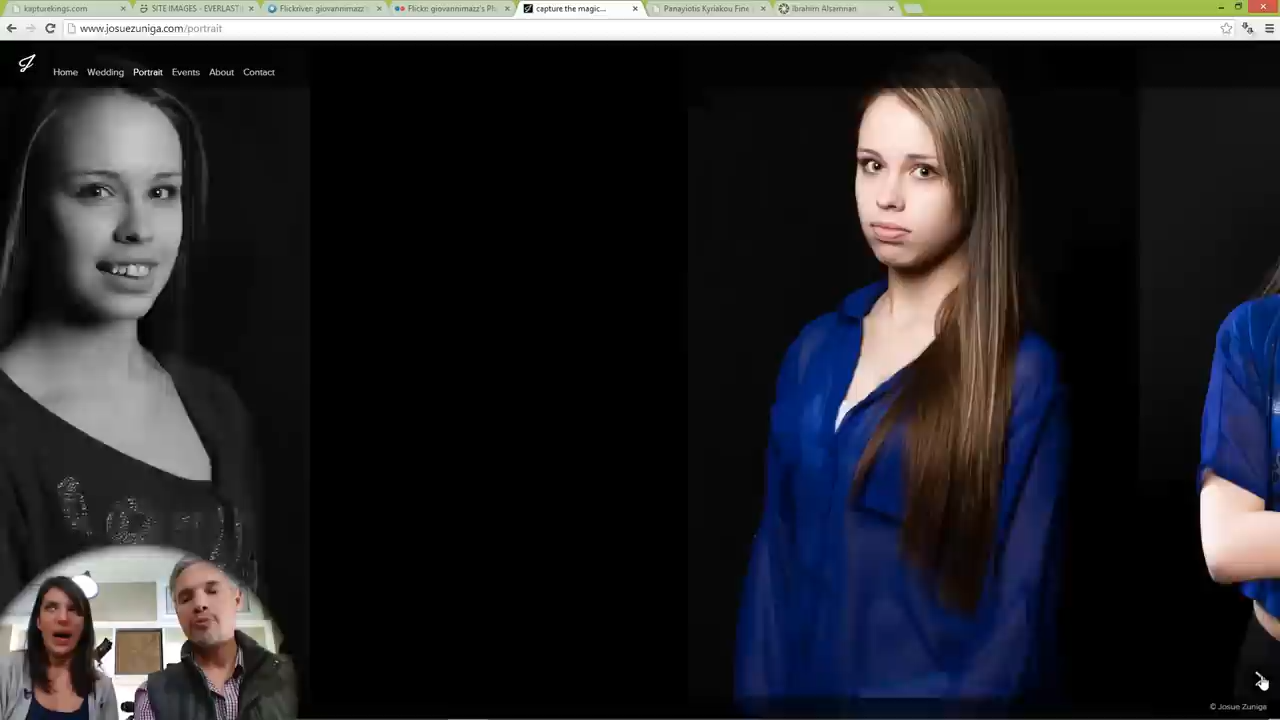 kapturekings.com
SITE IMAGES - EVERLAST
Flickriver: giovannimazz's
Flickr: giovannimazz's Ph
capture the magic...
Panayiotis Kyriakou Fine
Ibrahim Alsamnan
www.josuezuniga.com/portrait
Home Wedding Portrait Events About Contact
© Josue Zuniga